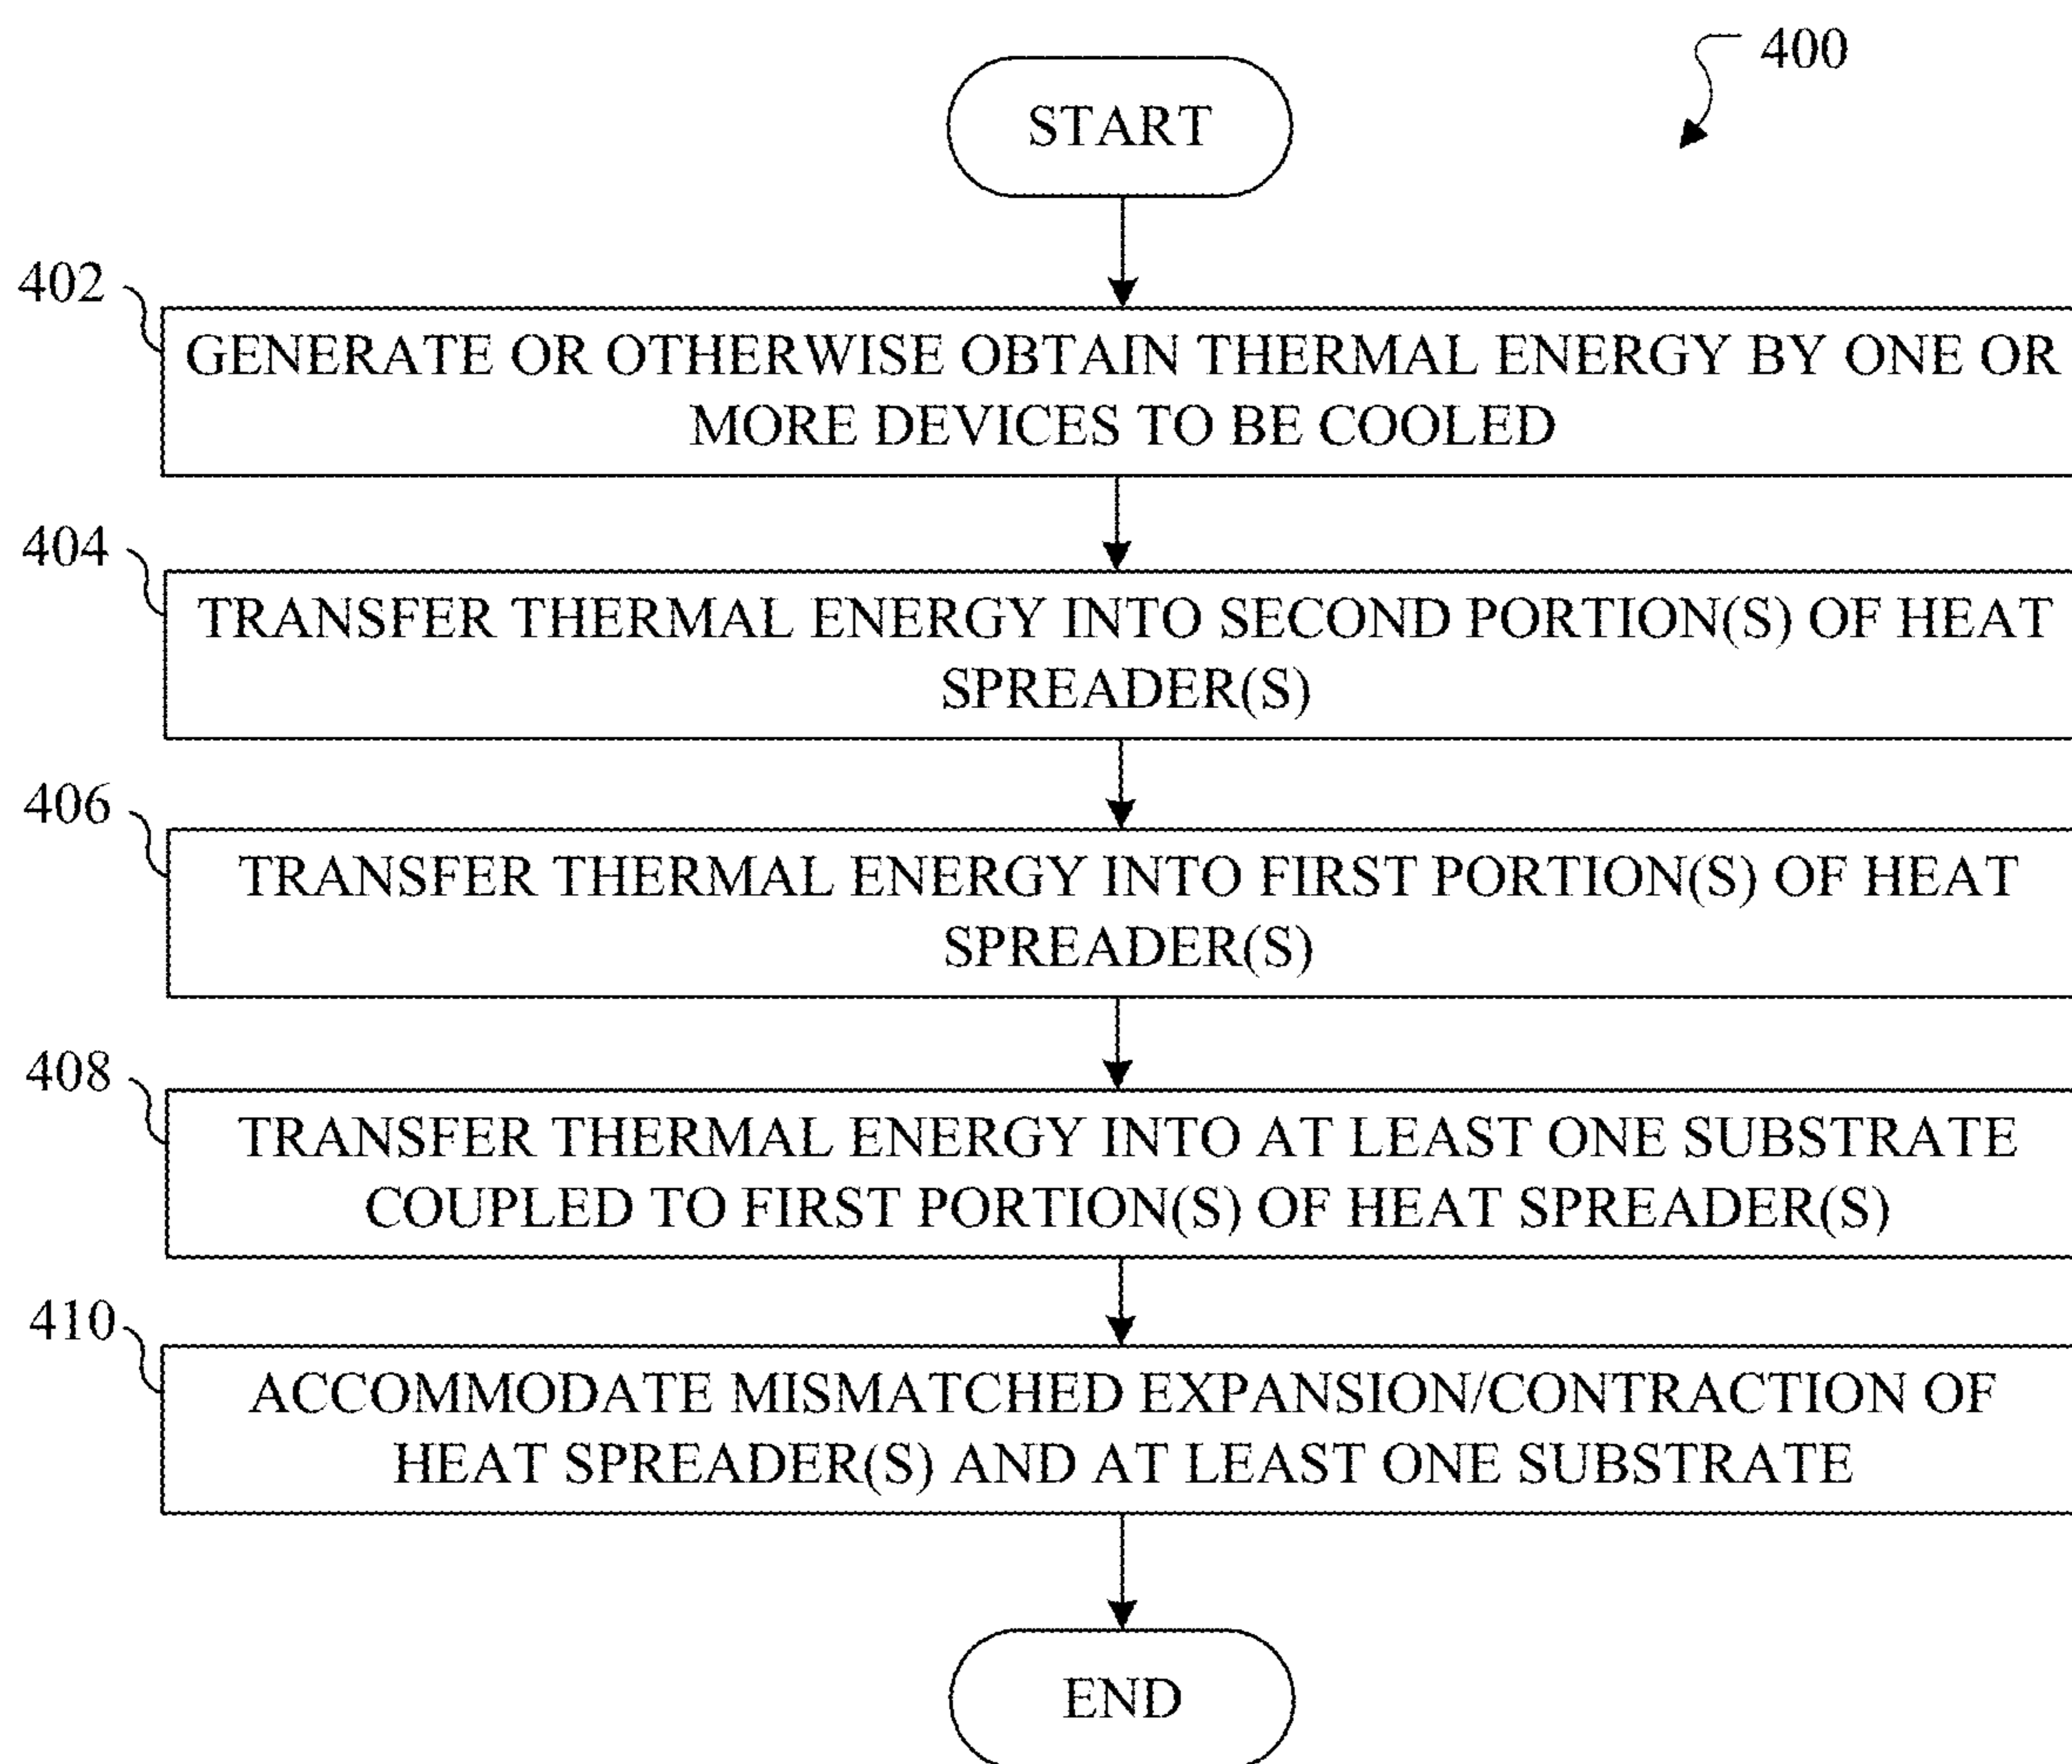 400
START
402
GENERATE OR OTHERWISE OBTAIN THERMAL ENERGY BY ONE OR
MORE DEVICES TO BE COOLED
404
TRANSFER THERMAL ENERGY INTO SECOND PORTION(S) OF HEAT
SPREADER(S)
406
TRANSFER THERMAL ENERGY INTO FIRST PORTION(S) OF HEAT
SPREADER(S)
408
TRANSFER THERMAL ENERGY INTO AT LEAST ONE SUBSTRATE
COUPLED TO FIRST PORTION(S) OF HEAT SPREADER(S)
410
ACCOMMODATE MISMATCHED EXPANSION/CONTRACTION OF
HEAT SPREADER(S) AND AT LEAST ONE SUBSTRATE
END